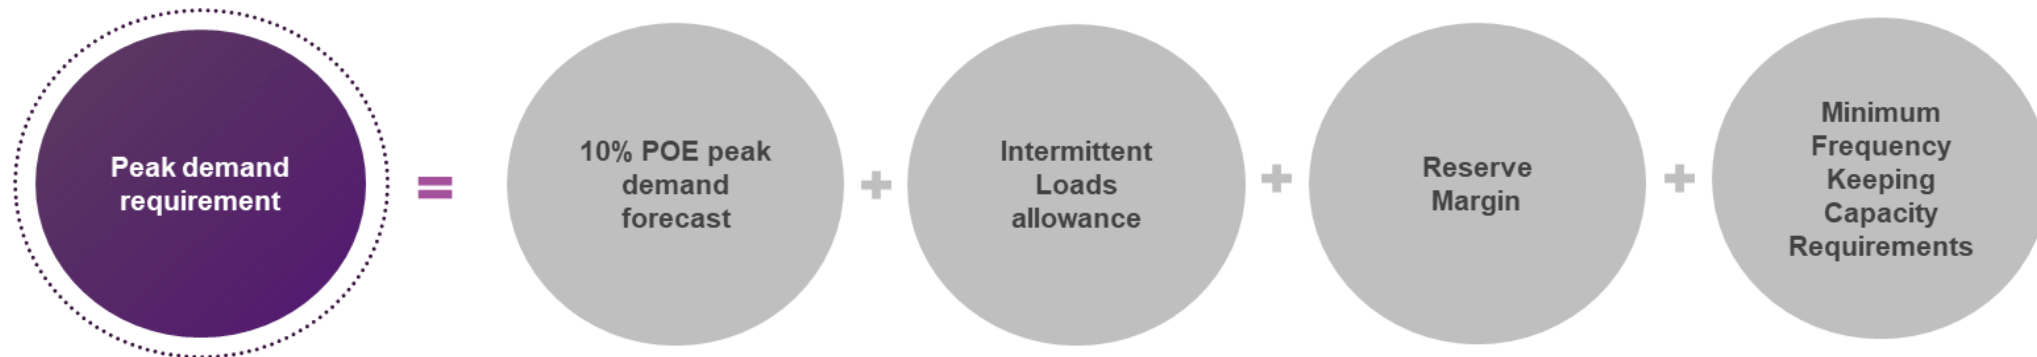 Peak demand
requirement
=
10% POE peak
demand
forecast
+
Intermittent
Loads
allowance
+
Reserve
Margin
+
Minimum
Frequency
Keeping
Capacity
Requirements